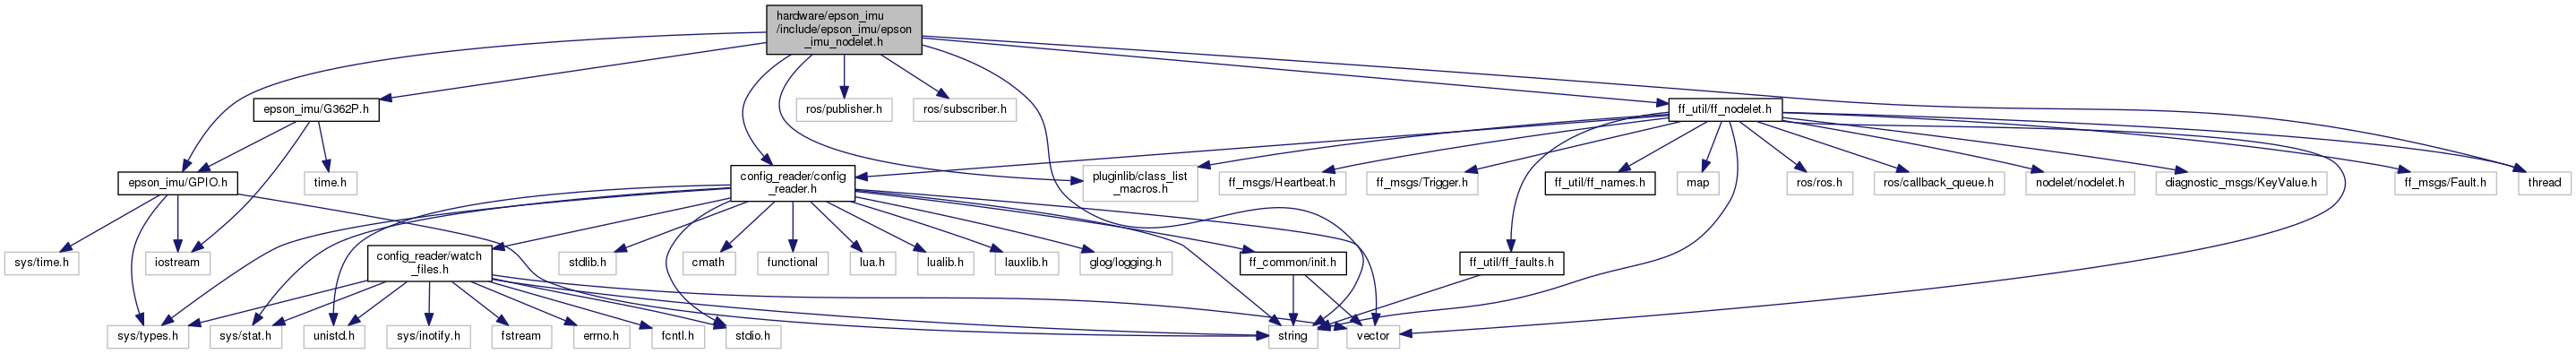 hardware/epson_imu
/include/epson_imu/epson
_imu_nodelet.h
epson_imu/G362P.h
ros/publisher.h
ros/subscriber.h
ff_util/ff_nodelet.h
epson_imu/GPIO.h
time.h
config_reader/config
_reader.h
pluginlib/class_list
_macros.h
ff_msgs/Heartbeat.h
ff_msgs/Trigger.h
ff_util/ff_names.h
map
ros/ros.h
ros/callback_queue.h
nodelet/nodelet.h
diagnostic_msgs/KeyValue.h
ff_msgs/Fault.h
thread
sys/time.h
iostream
config_reader/watch
_files.h
stdlib.h
cmath
functional
lua.h
lualib.h
lauxlib.h
glog/logging.h
ff_common/init.h
ff_util/ff_faults.h
sys/types.h
sys/stat.h
unistd.h
sys/inotify.h
fstream
errno.h
fcntl.h
stdio.h
string
vector